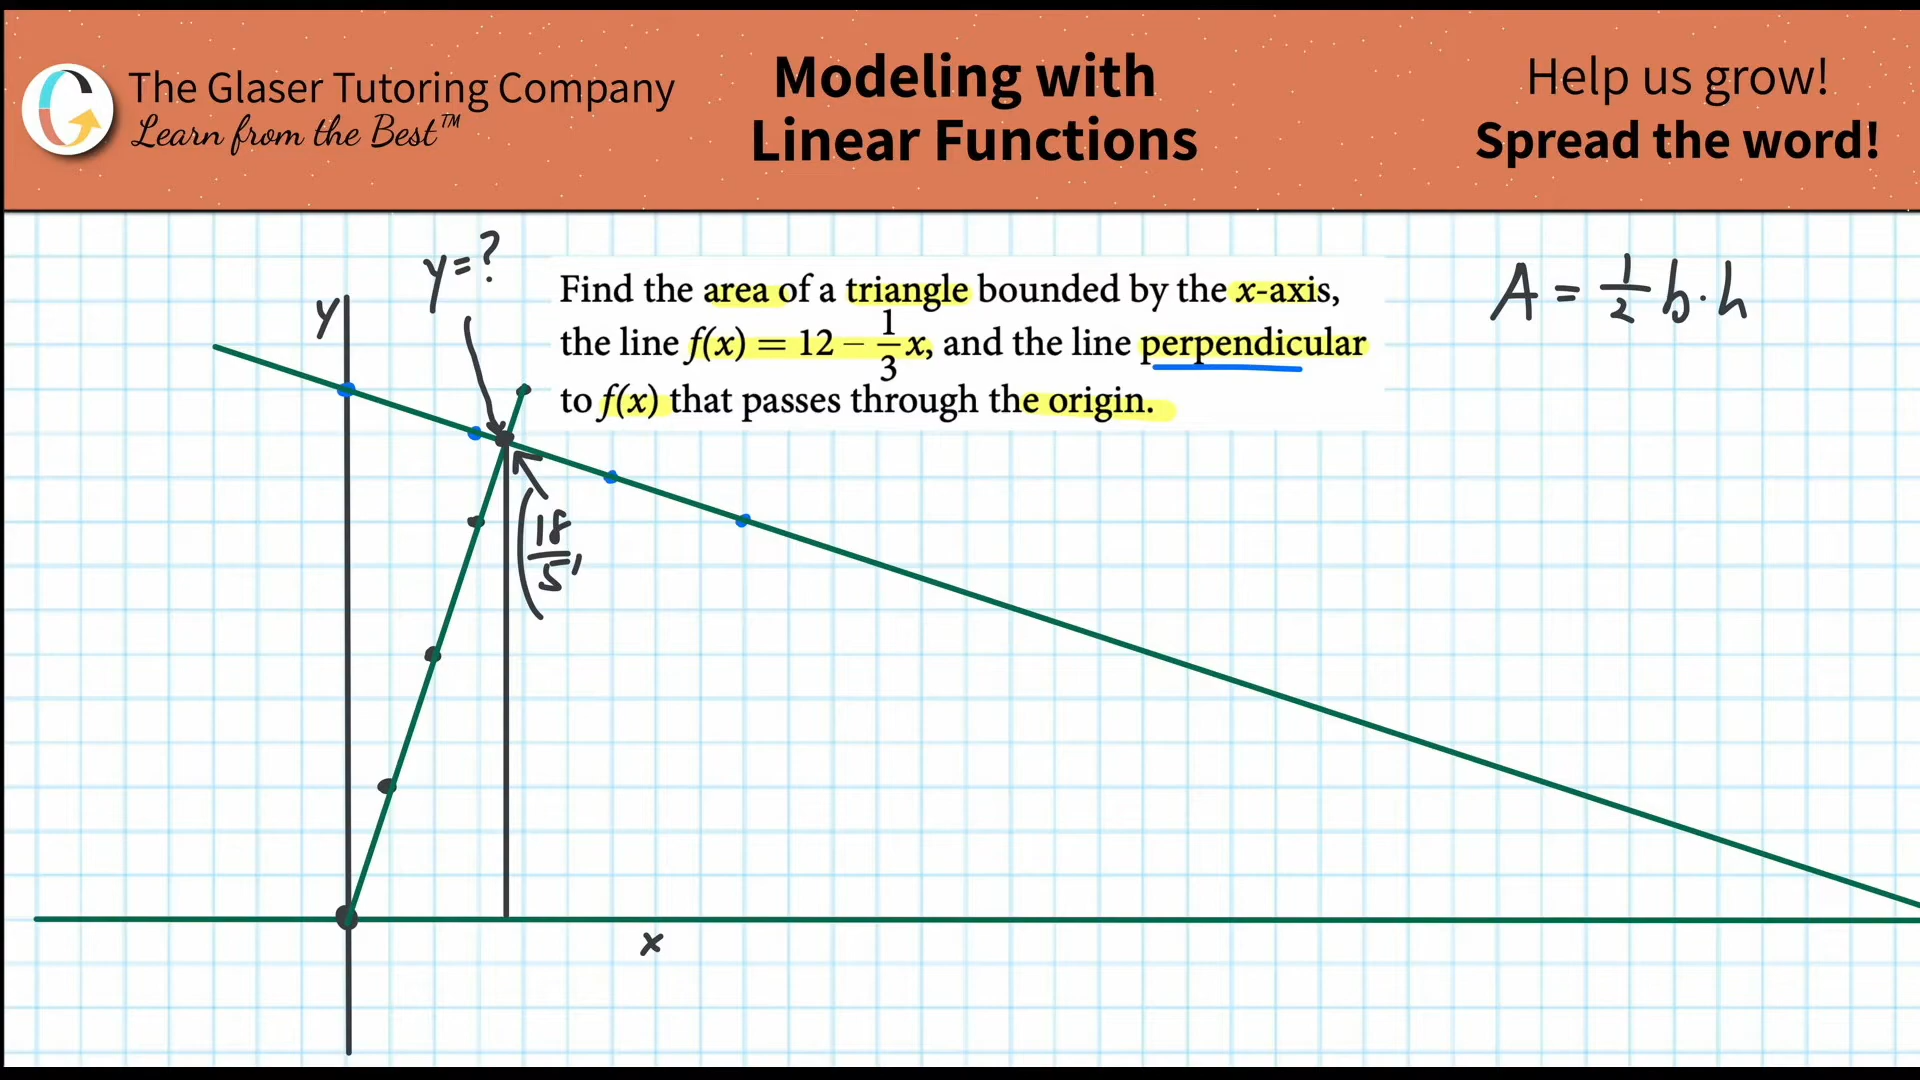 The Glaser Tutoring Company
Learn from the Best™
Modeling with
Linear Functions
Help us grow!
Spread the word!
y=?
y
Find the area of a triangle bounded by the x-axis,
the line f(x) = 12 − 1/3 x, and the line perpendicular
to f(x) that passes through the origin.
A = 1/2 b · h
(18/5,
x